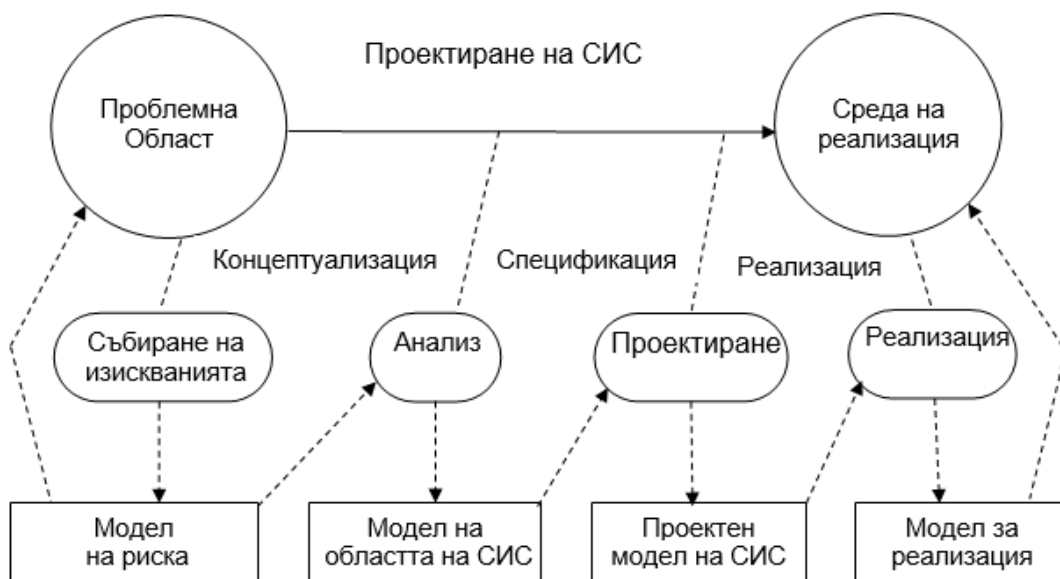 Проектиране на СИС
Проблемна
Област
Среда на
реализация
Концептуализация
Спецификация
Реализация
Събиране на
изискванията
Анализ
Проектиране
Реализация
Модел
на риска
Модел на
областта на СИС
Проектен
модел на СИС
Модел за
реализация